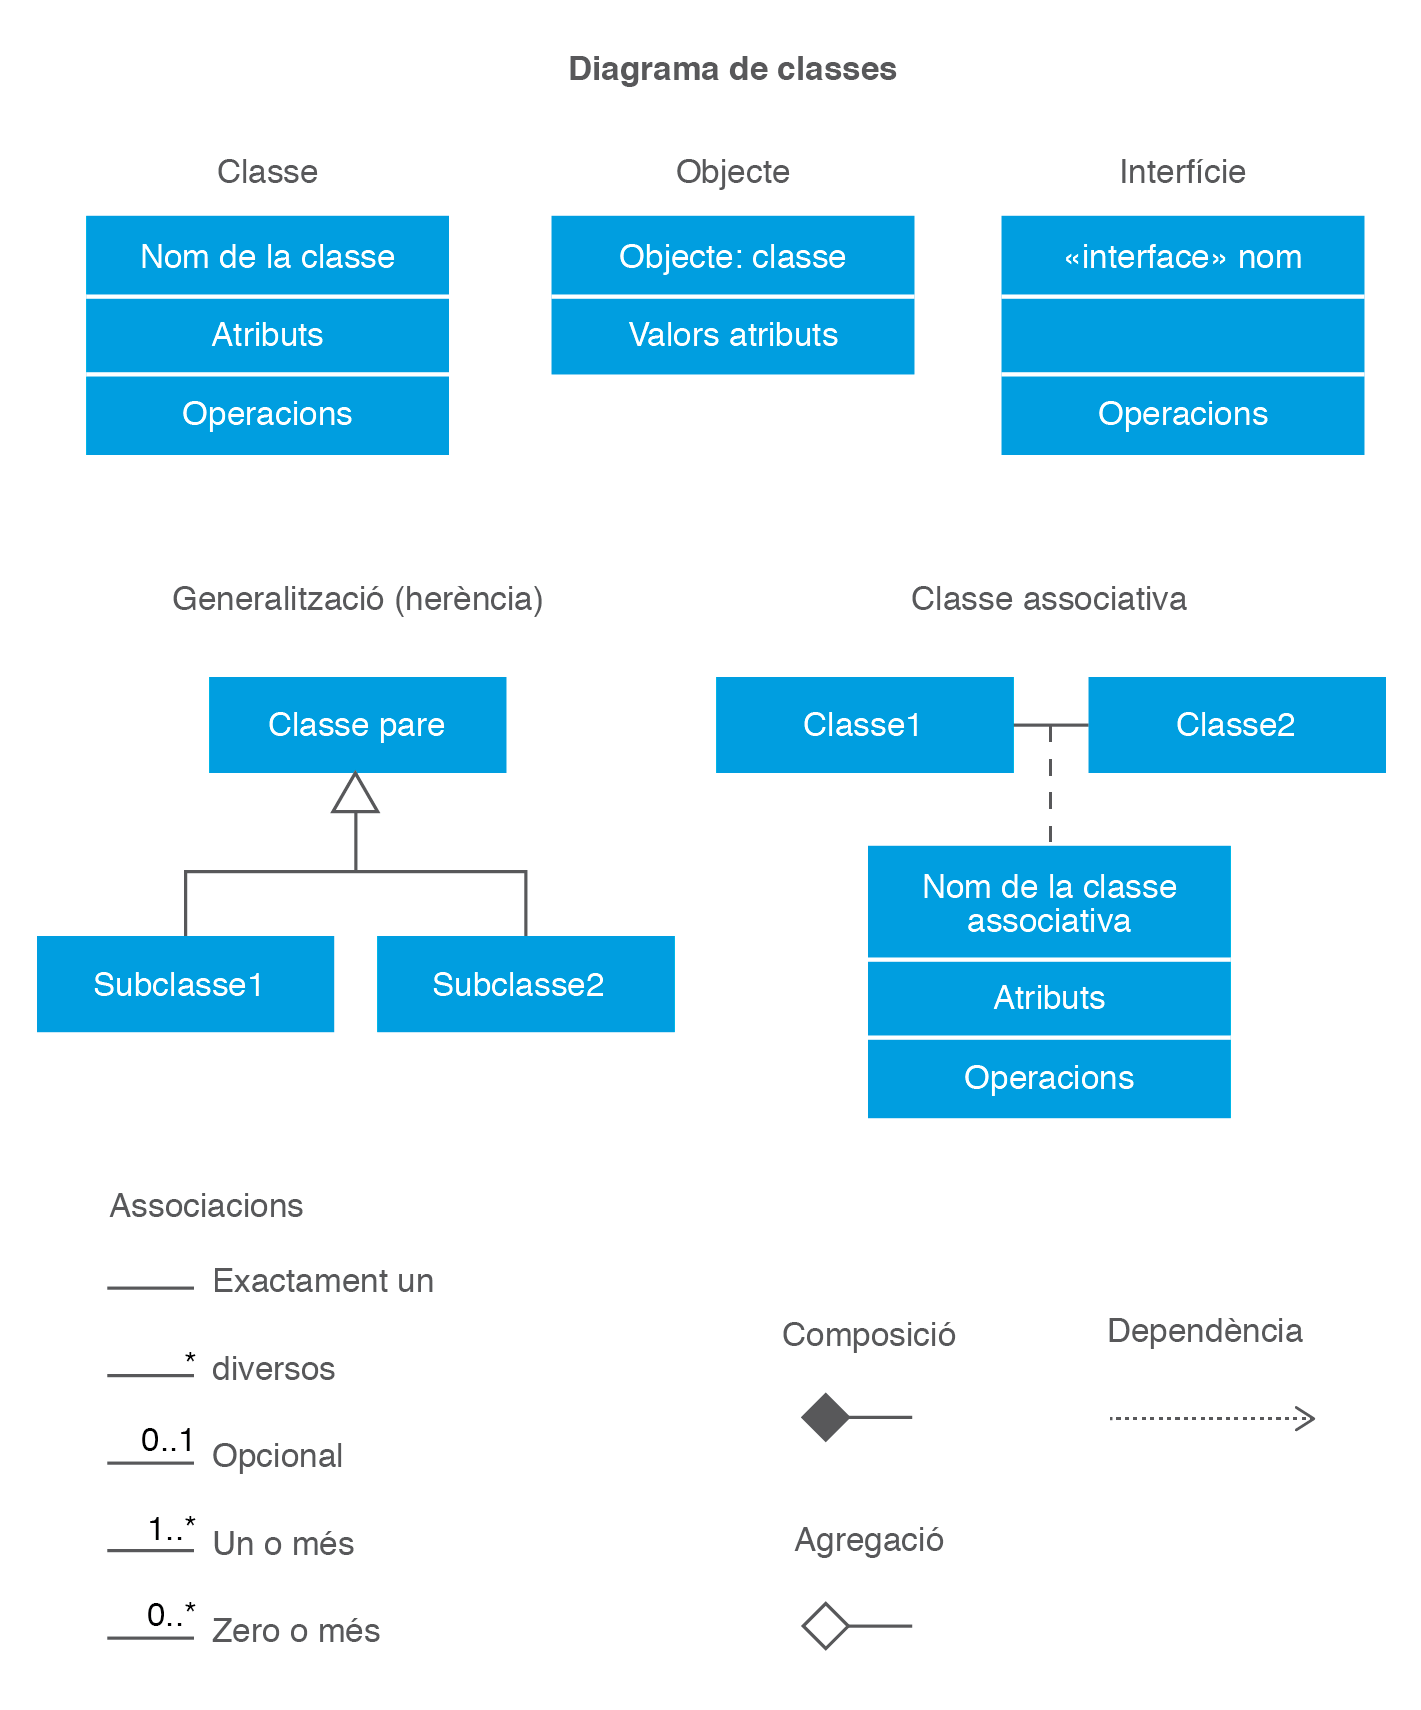 Diagrama de classes
Classe
Objecte
Interfície
Nom de la classe
Objecte: classe
«interface» nom
Atributs
Valors atributs
Operacions
Operacions
Generalització (herència)
Classe associativa
Classe pare
Classe1
Classe2
Subclasse1
Subclasse2
Nom de la classe
associativa
Atributs
Operacions
Associacions
Exactament un
* diversos
0..1 Opcional
1..* Un o més
0..* Zero o més
Composició
Dependència
Agregació